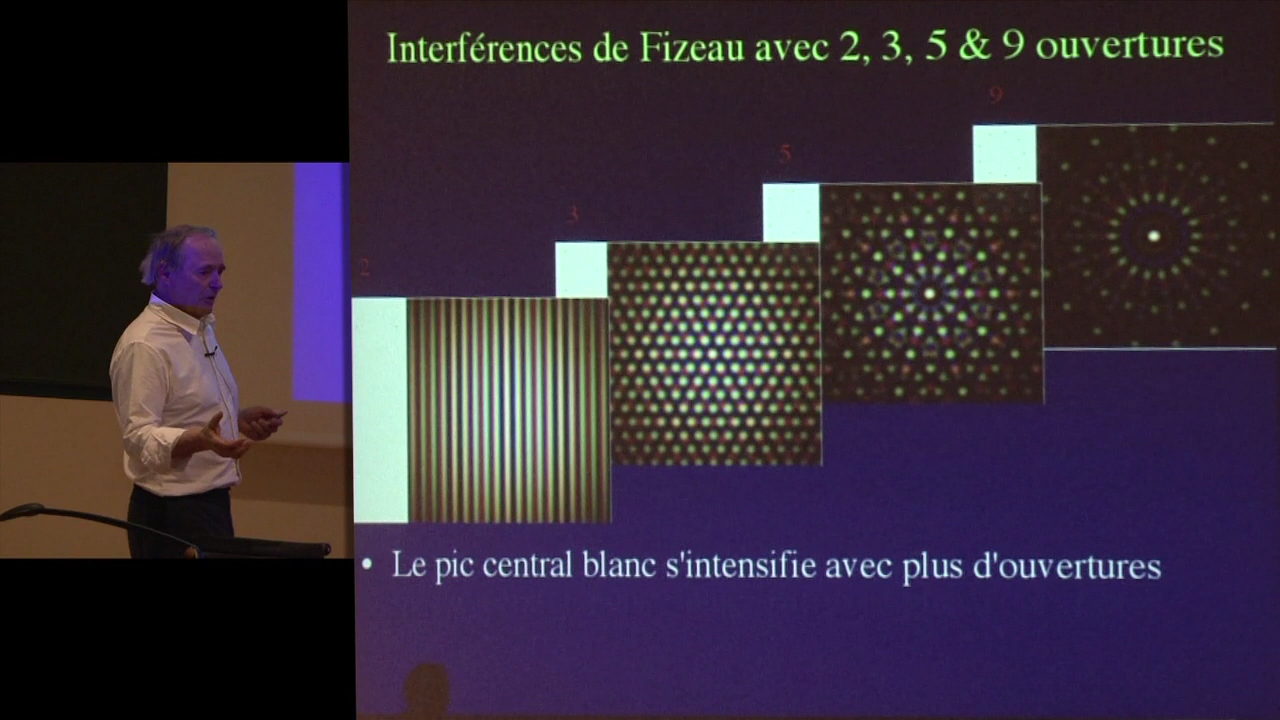 Interférences de Fizeau avec 2, 3, 5 & 9 ouvertures
9
5
3
2
• Le pic central blanc s'intensifie avec plus d'ouvertures